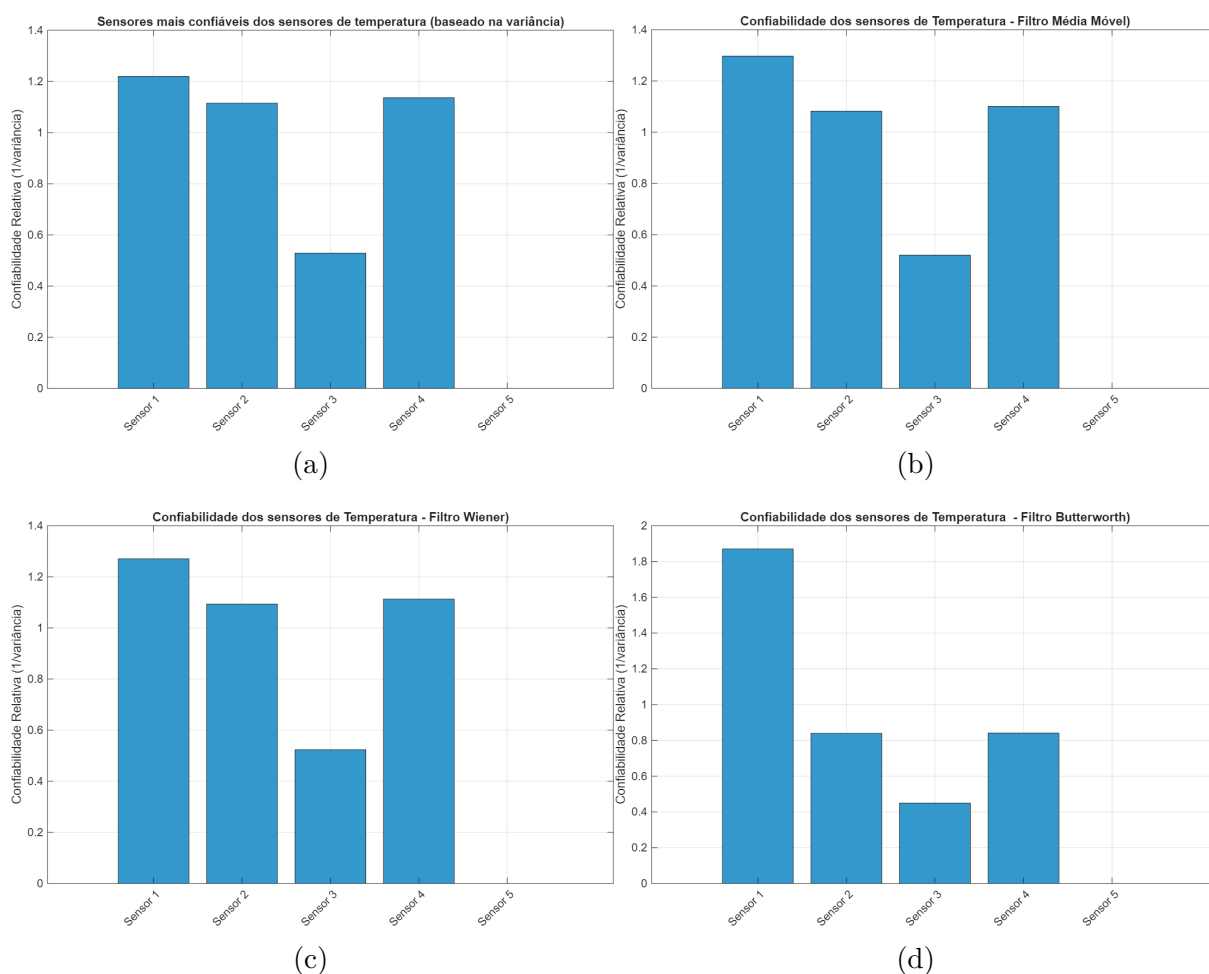 Sensores mais confiáveis dos sensores de temperatura (baseado na variância)
Confiabilidade Relativa (1/variância)
1.4
1.2
1
0.8
0.6
0.4
0.2
0
Sensor 1
Sensor 2
Sensor 3
Sensor 4
Sensor 5
(a)
Confiabilidade dos sensores de Temperatura - Filtro Média Móvel)
Confiabilidade Relativa (1/variância)
1.4
1.2
1
0.8
0.6
0.4
0.2
0
Sensor 1
Sensor 2
Sensor 3
Sensor 4
Sensor 5
(b)
Confiabilidade dos sensores de Temperatura - Filtro Wiener)
Confiabilidade Relativa (1/variância)
1.4
1.2
1
0.8
0.6
0.4
0.2
0
Sensor 1
Sensor 2
Sensor 3
Sensor 4
Sensor 5
(c)
Confiabilidade dos sensores de Temperatura  - Filtro Butterworth)
Confiabilidade Relativa (1/variância)
2
1.8
1.6
1.4
1.2
1
0.8
0.6
0.4
0.2
0
Sensor 1
Sensor 2
Sensor 3
Sensor 4
Sensor 5
(d)